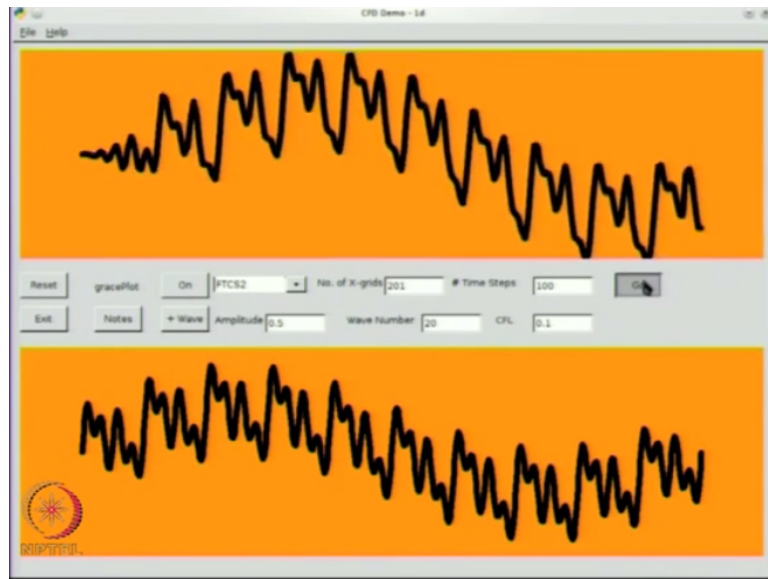 CFD Demo - 1d
File Help
Reset gracePlot On FTCS2 No. of X-grids 201 # Time Steps 100 Go
Exit Notes + Wave Amplitude 0.5 Wave Number 20 CFL 0.1
NPTEL